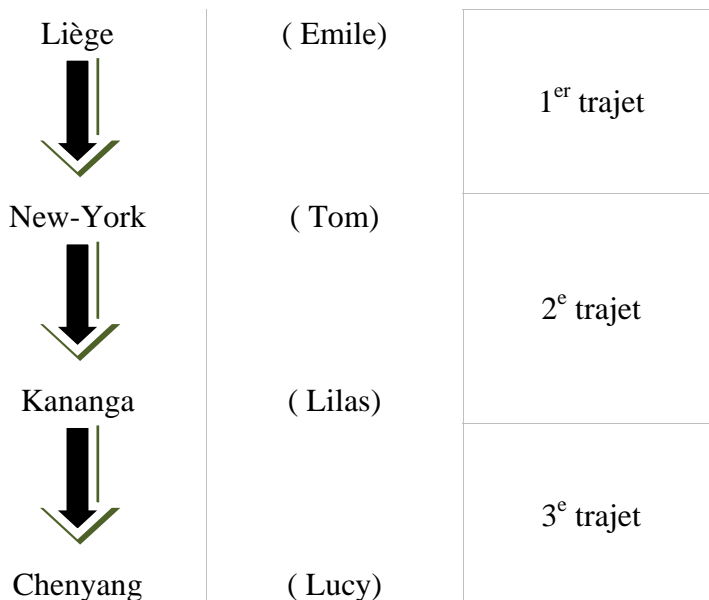 Liège ( Emile)
1er trajet
New-York ( Tom)
2e trajet
Kananga ( Lilas)
3e trajet
Chenyang ( Lucy)